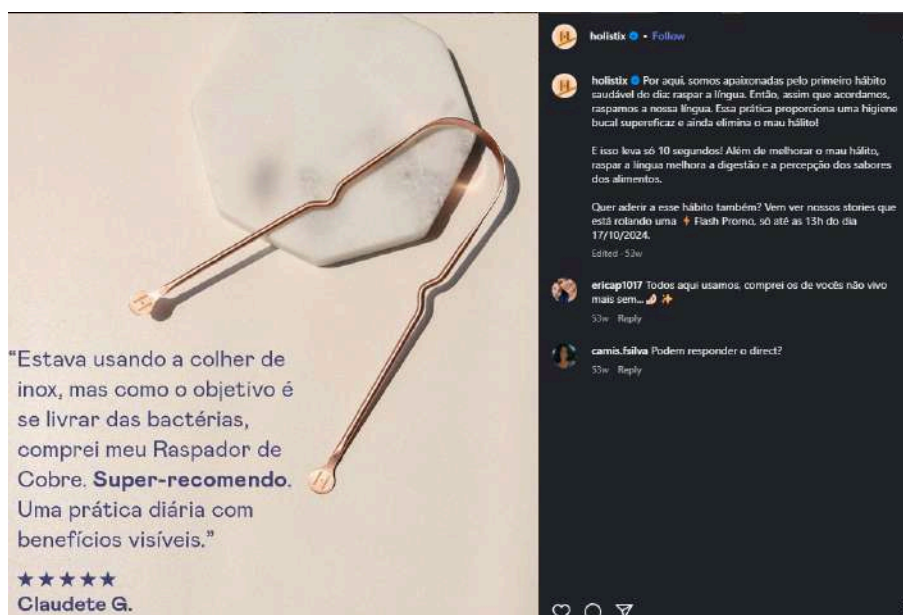 “Estava usando a colher de
inox, mas como o objetivo é
se livrar das bactérias,
comprei meu Raspador de
Cobre. Super-recomendo.
Uma prática diária com
benefícios visíveis.”
★★★★★
Claudete G.
H
H
holistix • Follow
holistix Por aqui, somos apaixonadas pelo primeiro hábito
saudável do dia: raspar a língua. Então, assim que acordamos,
raspamos a nossa língua. Essa prática proporciona uma higiene
bucal supereficaz e ainda elimina o mau hálito!
E isso leva só 10 segundos! Além de melhorar o mau hálito,
raspar a língua melhora a digestão e a percepção dos sabores
dos alimentos.
Quer aderir a esse hábito também? Vem ver nossos stories que
está rolando uma ⚡ Flash Promo, só até as 13h do dia
17/10/2024.
Edited · 53w
ericap1017 Todos aqui usamos, comprei os de vocês não vivo
mais sem...
53w Reply
camis.fsilva Podem responder o direct?
53w Reply